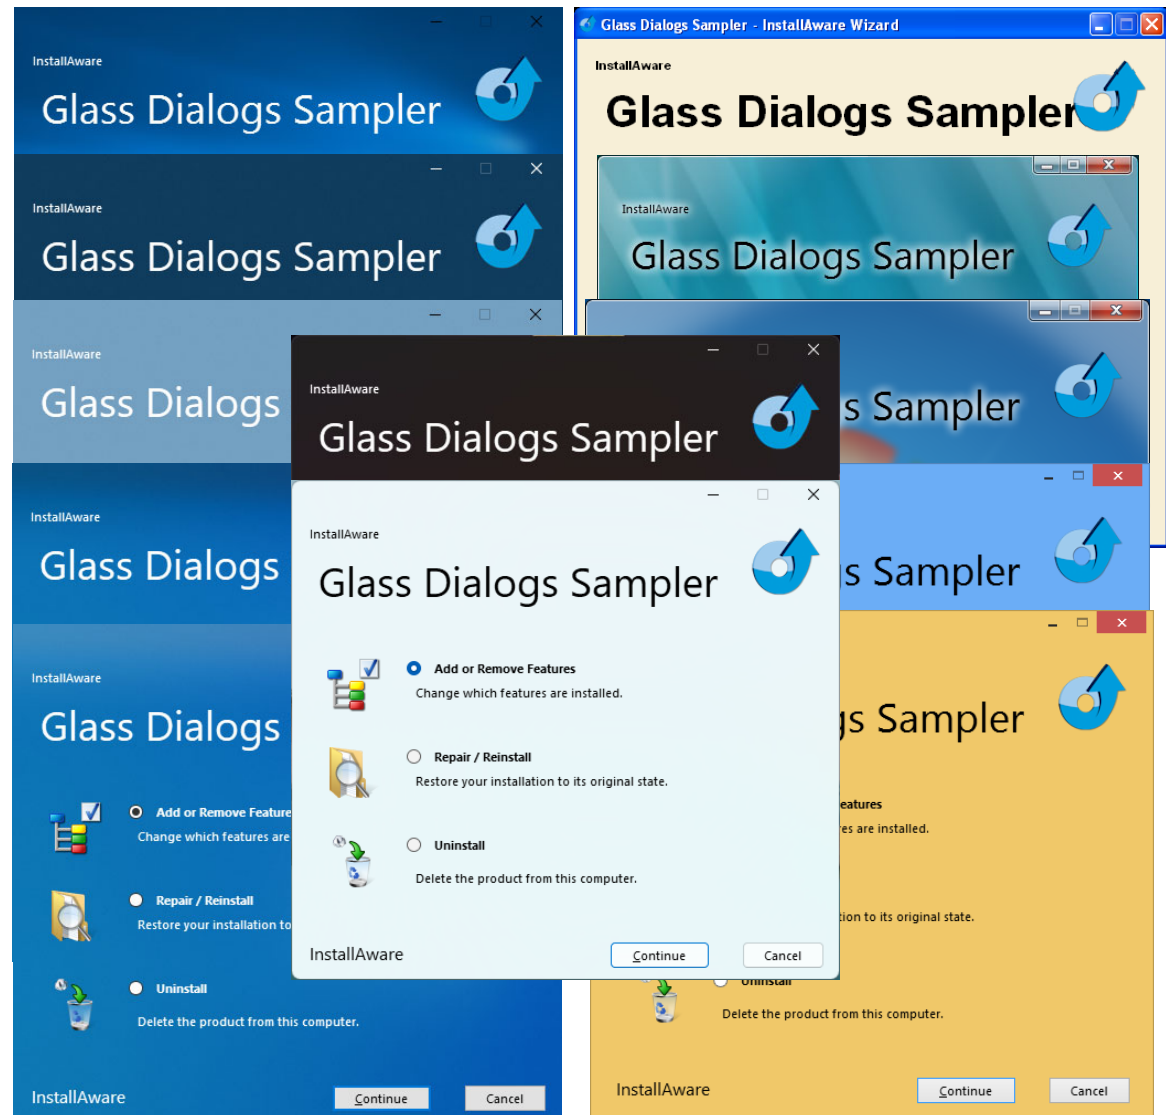 InstallAware
Glass Dialogs Sampler
InstallAware
Glass Dialogs Sampler
InstallAware
Glass Dialogs
InstallAware
Glass Dialogs
InstallAware
Glass Dialogs
Add or Remove Feature
Change which features are
Repair / Reinstall
Restore your installation to
Uninstall
Delete the product from this computer.
InstallAware
Continue
Cancel
Glass Dialogs Sampler - InstallAware Wizard
InstallAware
Glass Dialogs Sampler
InstallAware
Glass Dialogs Sampler
s Sampler
s Sampler
gs Sampler
eatures
res are installed.
tion to its original state.
Uninstall
Delete the product from this computer.
InstallAware
Continue
Cancel
InstallAware
Glass Dialogs Sampler
InstallAware
Glass Dialogs Sampler
Add or Remove Features
Change which features are installed.
Repair / Reinstall
Restore your installation to its original state.
Uninstall
Delete the product from this computer.
InstallAware
Continue
Cancel